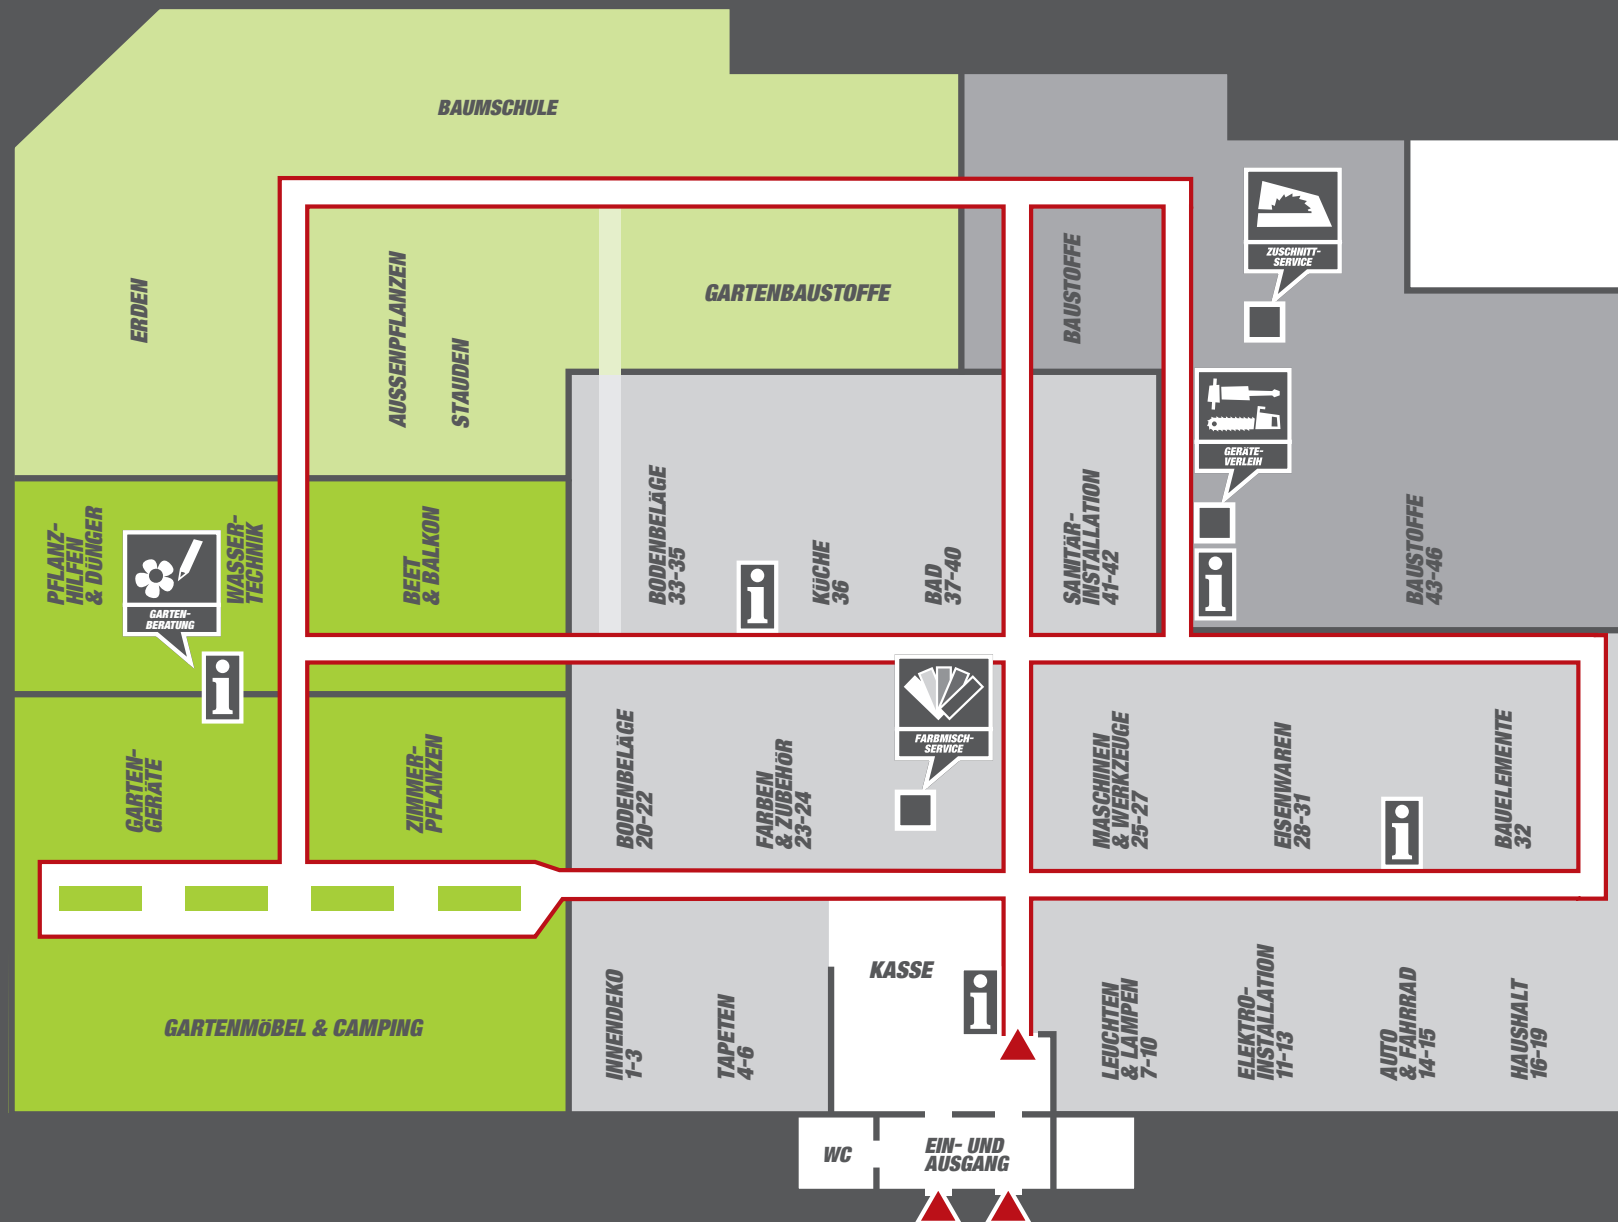 BAUMSCHULE
ERDEN
AUSSENPFLANZEN
STAUDEN
GARTENBAUSTOFFE
BAUSTOFFE
ZUSCHNITT-
SERVICE
GERÄTE-
VERLEIH
PFLANZ-
HILFEN
& DÜNGER
GARTEN-
BERATUNG
WASSER-
TECHNIK
BEET
& BALKON
BODENBELÄGE
33-35
KÜCHE
36
BAD
37-40
SANITÄR-
INSTALLATION
41-42
BAUSTOFFE
43-46
i
i
i
GARTEN-
GERÄTE
ZIMMER-
PFLANZEN
BODENBELÄGE
20-22
FARBEN
& ZUBEHÖR
23-24
FARBMISCH-
SERVICE
MASCHINEN
& WERKZEUGE
25-27
EISENWAREN
28-31
i
BAUELEMENTE
32
GARTENMÖBEL & CAMPING
INNENDEKO
1-3
TAPETEN
4-6
KASSE
i
LEUCHTEN
& LAMPEN
7-10
ELEKTRO-
INSTALLATION
11-13
AUTO
& FAHRRAD
14-15
HAUSHALT
16-19
WC
EIN- UND
AUSGANG